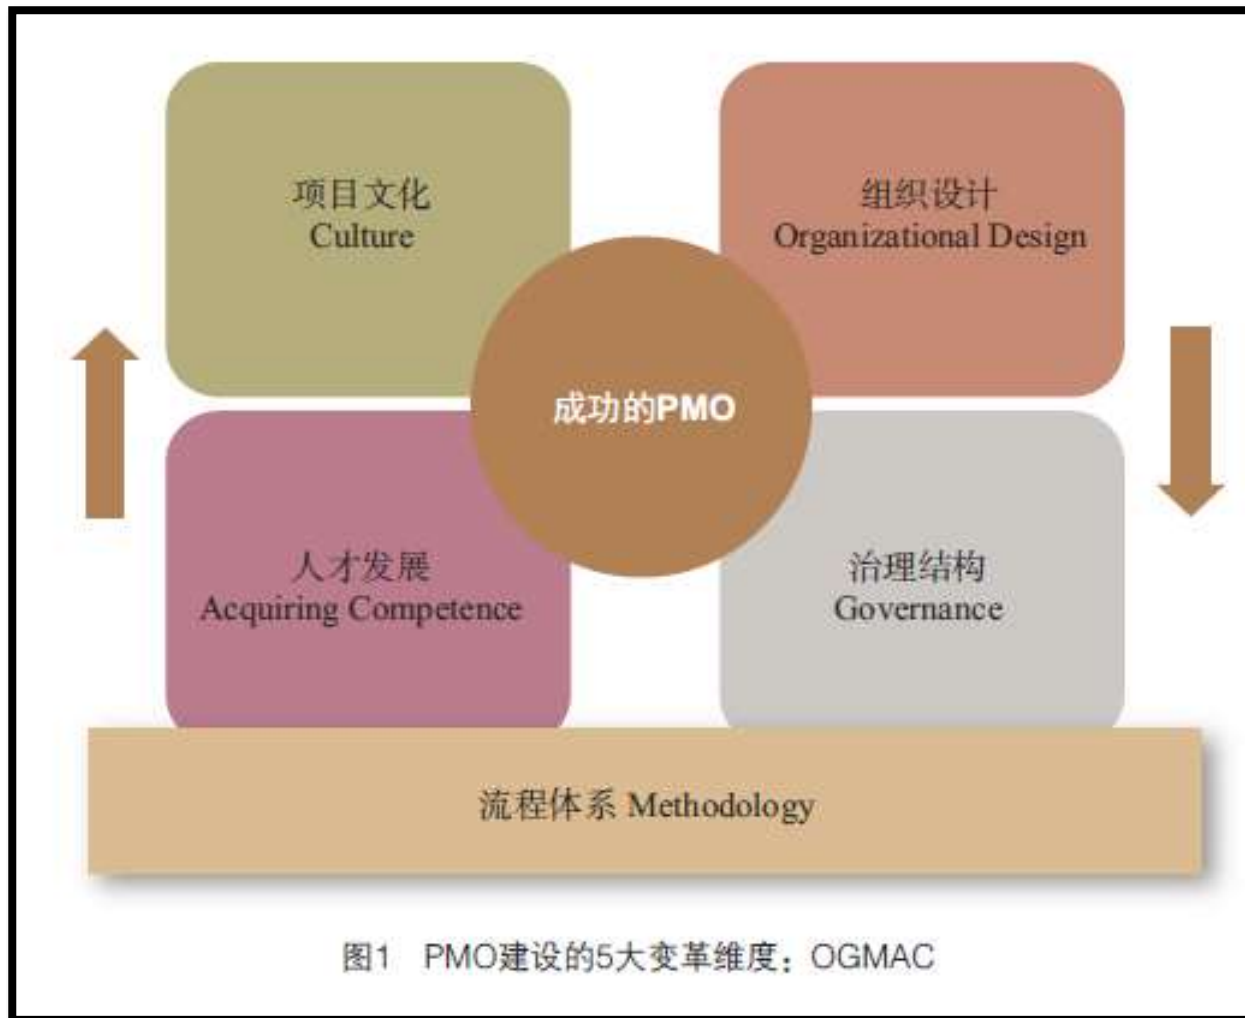 项目文化
Culture
组织设计
Organizational Design
成功的PMO
人才发展
Acquiring Competence
治理结构
Governance
流程体系 Methodology
图1 PMO建设的5大变革维度：OGMAC